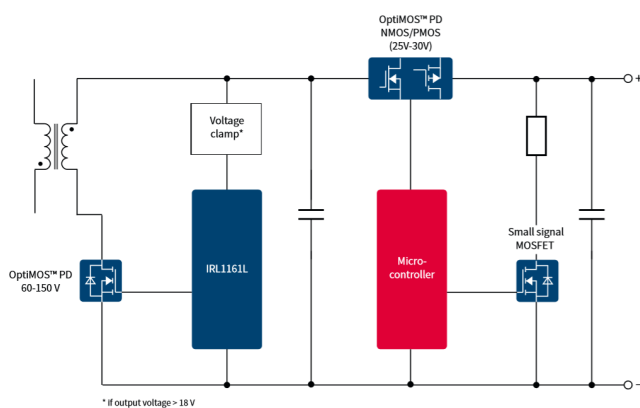 OptiMOS™ PD
NMOS/PMOS
(25V-30V)
+
Voltage
clamp*
Small signal
MOSFET
OptiMOS™ PD
60-150 V
IRL1161L
Micro-
controller
−
* if output voltage > 18 V